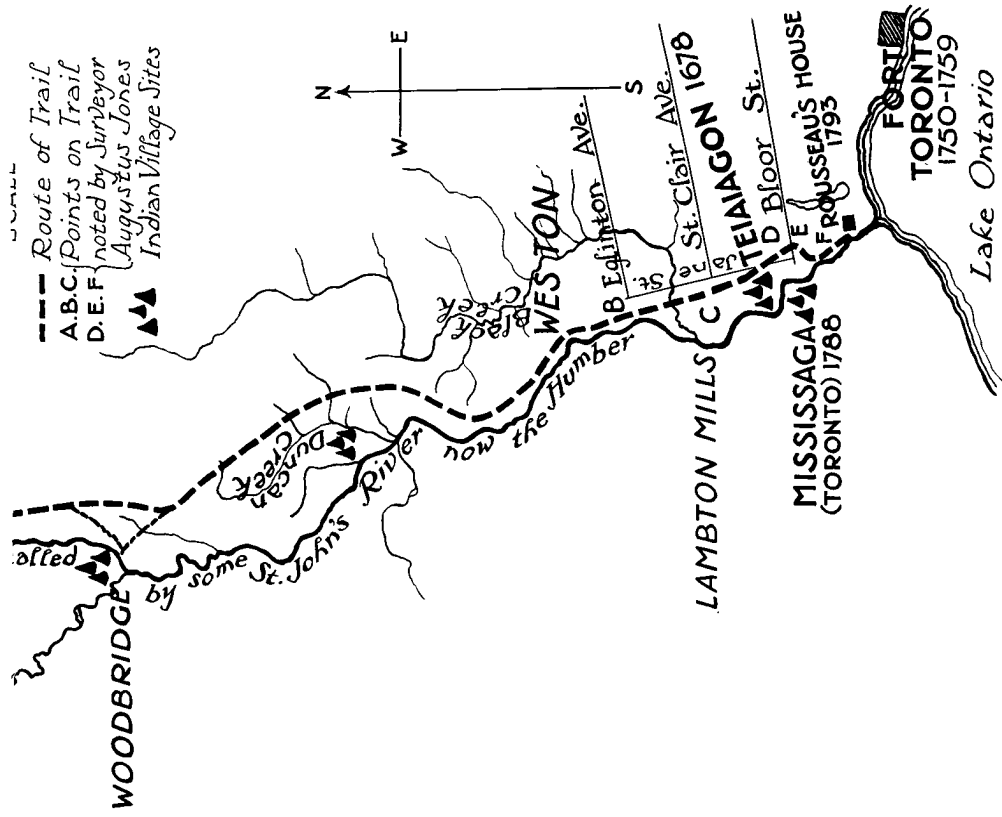 Route of Trail
A.B.C. Points on Trail
D.E.F. noted by Surveyor
Augustus Jones
Indian Village Sites
N
W
E
S
alled
by some St. John's River now the Humber
WOODBRIDGE
Duncan
Creek
Black
Creek
WESTON
B
Eglinton Ave.
St. Clair Ave.
Jane St.
TEIAIAGON 1678
C
D
Bloor St.
E
F
ROUSSEAU'S HOUSE
1793
LAMBTON MILLS
MISSISSAGA
(TORONTO) 1788
FORT
TORONTO
1750-1759
Lake Ontario